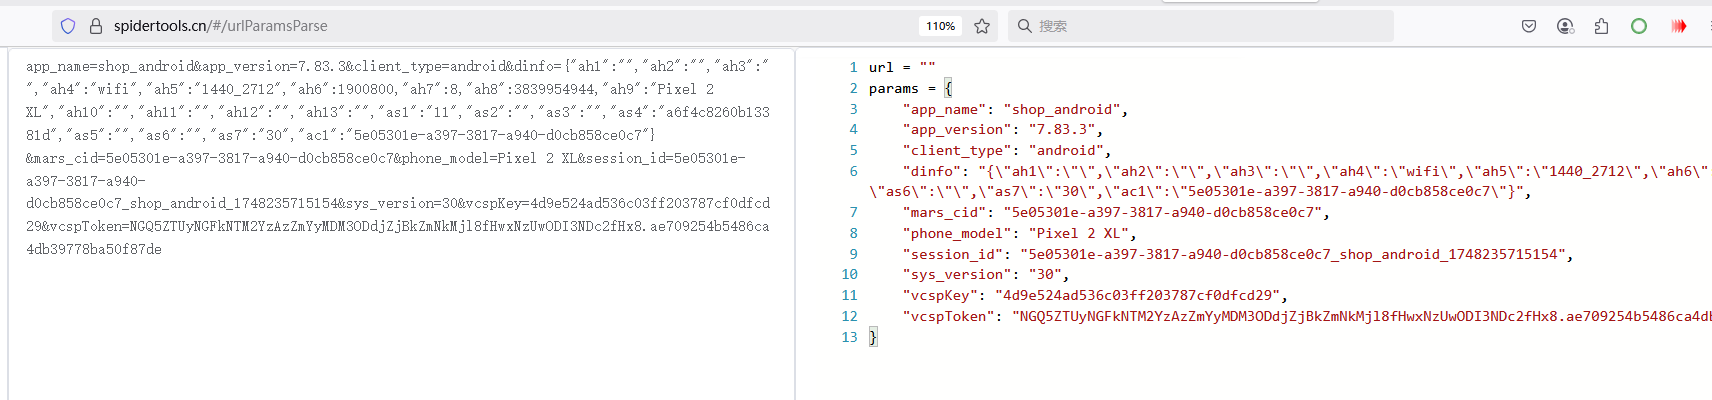 spidertools.cn/#/urlParamsParse
110%
搜索
app_name=shop_android&app_version=7.83.3&client_type=android&dinfo={"ah1":"","ah2":"","ah3":"
","ah4":"wifi","ah5":"1440_2712","ah6":1900800,"ah7":8,"ah8":3839954944,"ah9":"Pixel 2
XL","ah10":"","ah11":"","ah12":"","ah13":"","as1":"11","as2":"","as3":"","as4":"a6f4c8260b133
81d","as5":"","as6":"","as7":"30","ac1":"5e05301e-a397-3817-a940-d0cb858ce0c7"}
&mars_cid=5e05301e-a397-3817-a940-d0cb858ce0c7&phone_model=Pixel 2 XL&session_id=5e05301e-
a397-3817-a940-
d0cb858ce0c7_shop_android_1748235715154&sys_version=30&vcspKey=4d9e524ad536c03ff203787cf0dfcd
29&vcspToken=NGQ5ZTUyNGFkNTM2YzAzZmYyMDM3ODdjZjBkZmNkMjl8fHwxNzUwODI3NDc2fHx8.ae709254b5486ca
4db39778ba50f87de
1 url = ""
2 params = {
3 "app_name": "shop_android",
4 "app_version": "7.83.3",
5 "client_type": "android",
6 "dinfo": "{\"ah1\":\"\",\"ah2\":\"\",\"ah3\":\"\",\"ah4\":\"wifi\",\"ah5\":\"1440_2712\",\"ah6\":
\"as6\":\"\",\"as7\":\"30\",\"ac1\":\"5e05301e-a397-3817-a940-d0cb858ce0c7\"}",
7 "mars_cid": "5e05301e-a397-3817-a940-d0cb858ce0c7",
8 "phone_model": "Pixel 2 XL",
9 "session_id": "5e05301e-a397-3817-a940-d0cb858ce0c7_shop_android_1748235715154",
10 "sys_version": "30",
11 "vcspKey": "4d9e524ad536c03ff203787cf0dfcd29",
12 "vcspToken": "NGQ5ZTUyNGFkNTM2YzAzZmYyMDM3ODdjZjBkZmNkMjl8fHwxNzUwODI3NDc2fHx8.ae709254b5486ca4db
13 }